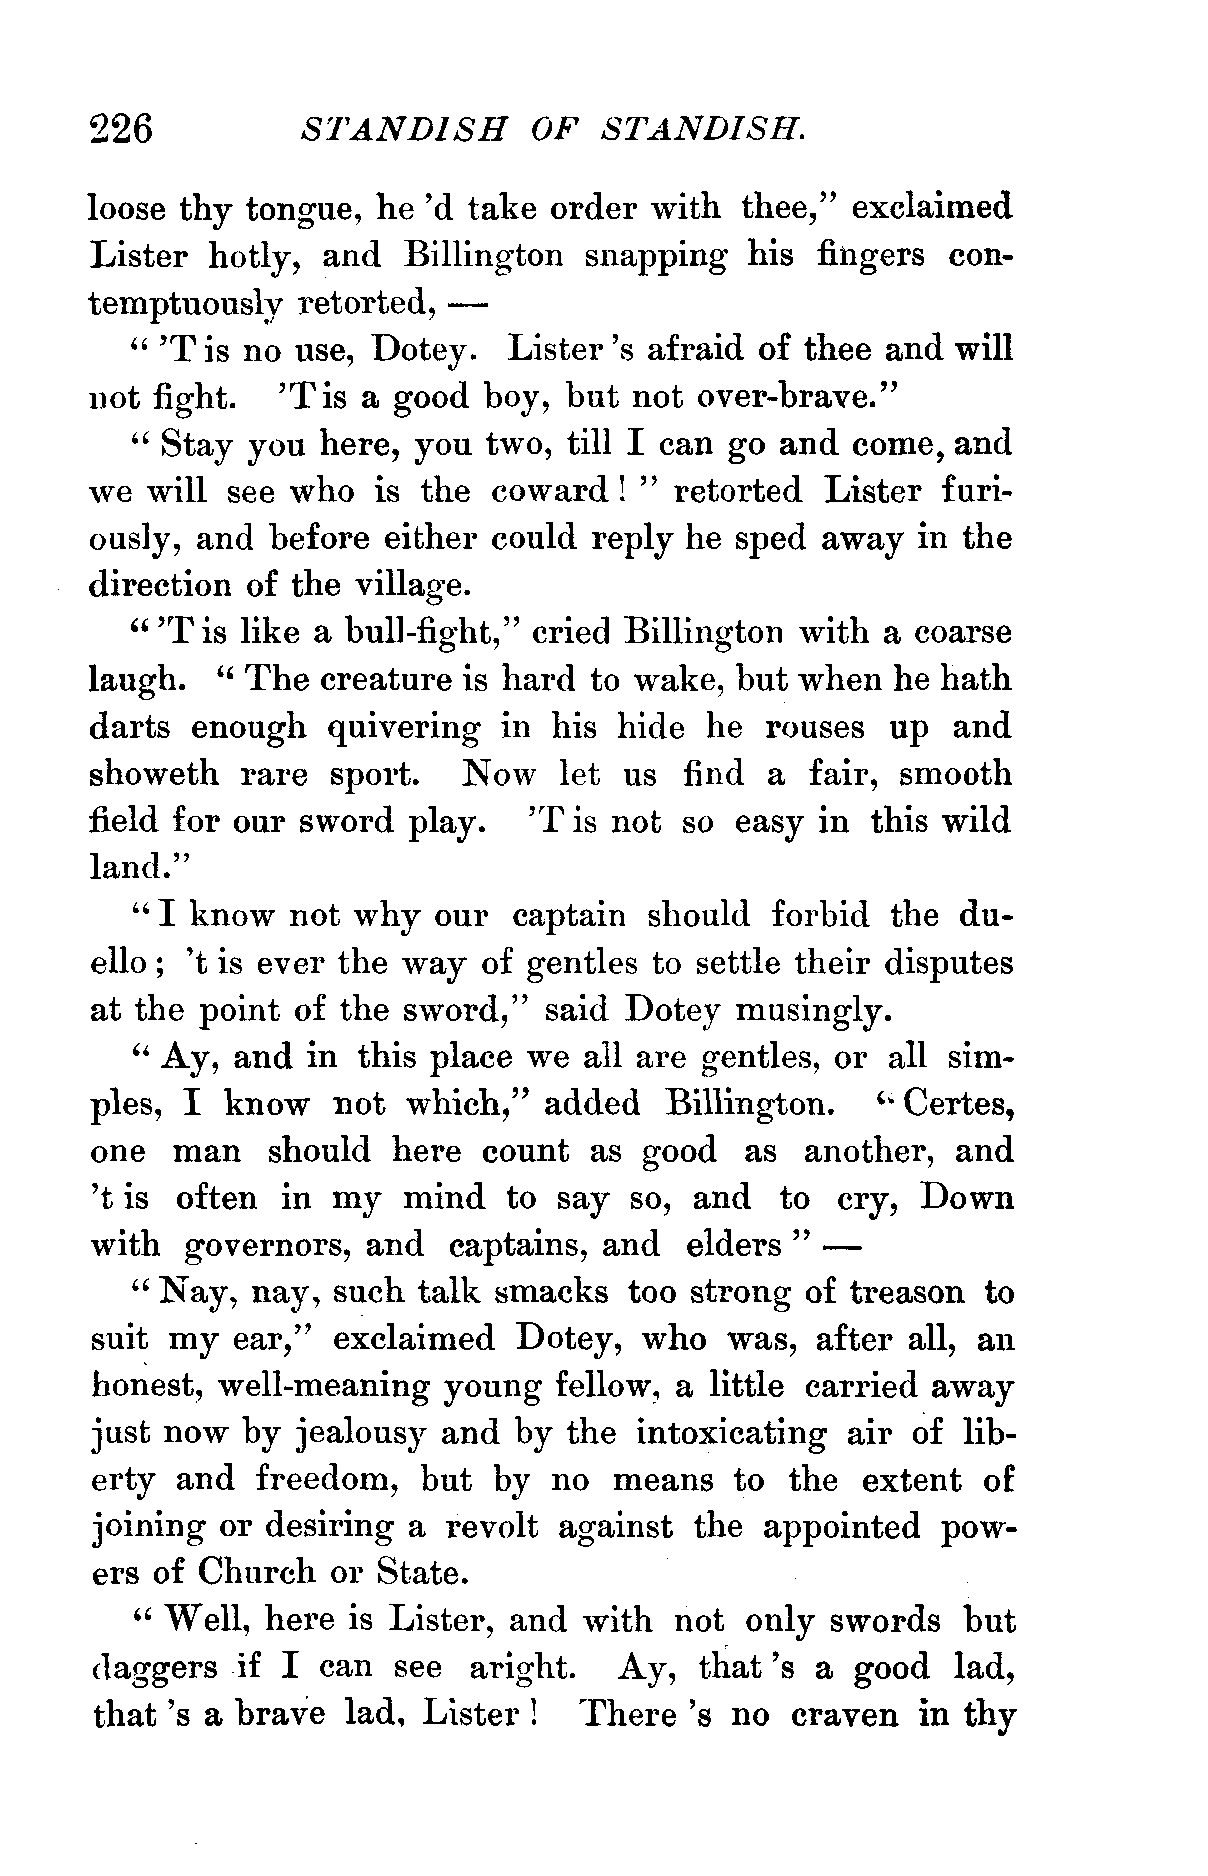 226 STANDISH OF STANDISH.
loose thy tongue, he 'd take order with thee," exclaimed
Lister hotly, and Billington snapping his fingers con-
temptuously retorted, —
" 'T is no use, Dotey. Lister 's afraid of thee and will
not fight. 'T is a good boy, but not over-brave."
" Stay you here, you two, till I can go and come, and
we will see who is the coward ! " retorted Lister furi-
ously, and before either could reply he sped away in the
direction of the village.
" 'T is like a bull-fight," cried Billington with a coarse
laugh. " The creature is hard to wake, but when he hath
darts enough quivering in his hide he rouses up and
showeth rare sport. Now let us find a fair, smooth
field for our sword play. 'T is not so easy in this wild
land."
" I know not why our captain should forbid the du-
ello ; 't is ever the way of gentles to settle their disputes
at the point of the sword," said Dotey musingly.
" Ay, and in this place we all are gentles, or all sim-
ples, I know not which," added Billington. " Certes,
one man should here count as good as another, and
't is often in my mind to say so, and to cry, Down
with governors, and captains, and elders " —
" Nay, nay, such talk smacks too strong of treason to
suit my ear," exclaimed Dotey, who was, after all, an
honest, well-meaning young fellow, a little carried away
just now by jealousy and by the intoxicating air of lib-
erty and freedom, but by no means to the extent of
joining or desiring a revolt against the appointed pow-
ers of Church or State.
" Well, here is Lister, and with not only swords but
daggers if I can see aright. Ay, that 's a good lad,
that 's a brave lad, Lister ! There 's no craven in thy